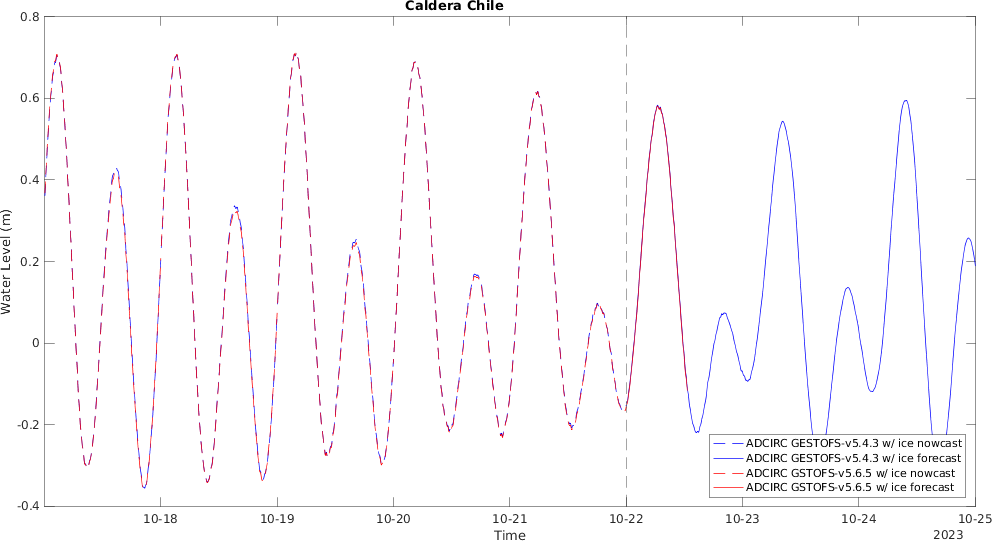 Caldera Chile
0.8
0.6
0.4
0.2
0
-0.2
-0.4
Water Level (m)
10-18 10-19 10-20 10-21 10-22 10-23 10-24 10-25
Time
2023
ADCIRC GESTOFS-v5.4.3 w/ ice nowcast
ADCIRC GESTOFS-v5.4.3 w/ ice forecast
ADCIRC GSTOFS-v5.6.5 w/ ice nowcast
ADCIRC GSTOFS-v5.6.5 w/ ice forecast